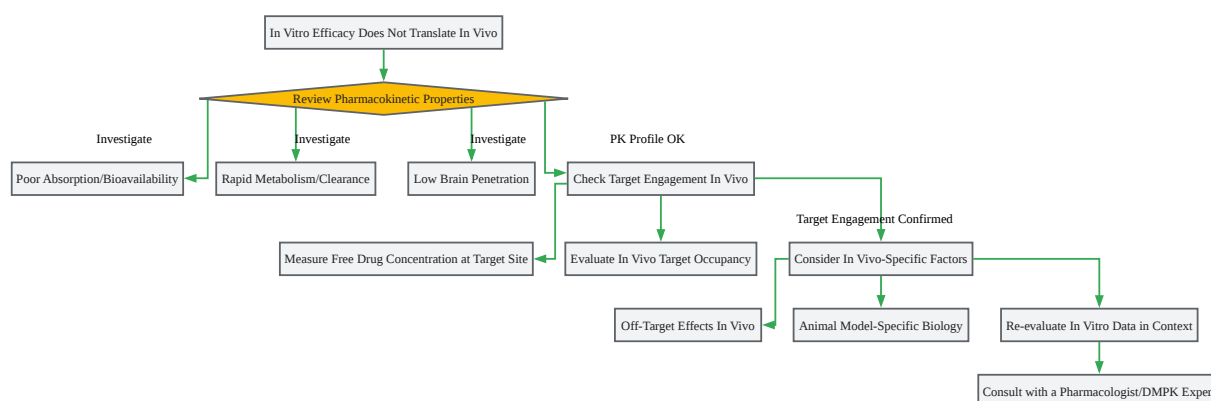 In Vitro Efficacy Does Not Translate In Vivo
Review Pharmacokinetic Properties
Investigate
Investigate
Investigate
PK Profile OK
Poor Absorption/Bioavailability
Rapid Metabolism/Clearance
Low Brain Penetration
Check Target Engagement In Vivo
Target Engagement Confirmed
Measure Free Drug Concentration at Target Site
Evaluate In Vivo Target Occupancy
Consider In Vivo-Specific Factors
Off-Target Effects In Vivo
Animal Model-Specific Biology
Re-evaluate In Vitro Data in Context
Consult with a Pharmacologist/DMPK Exper